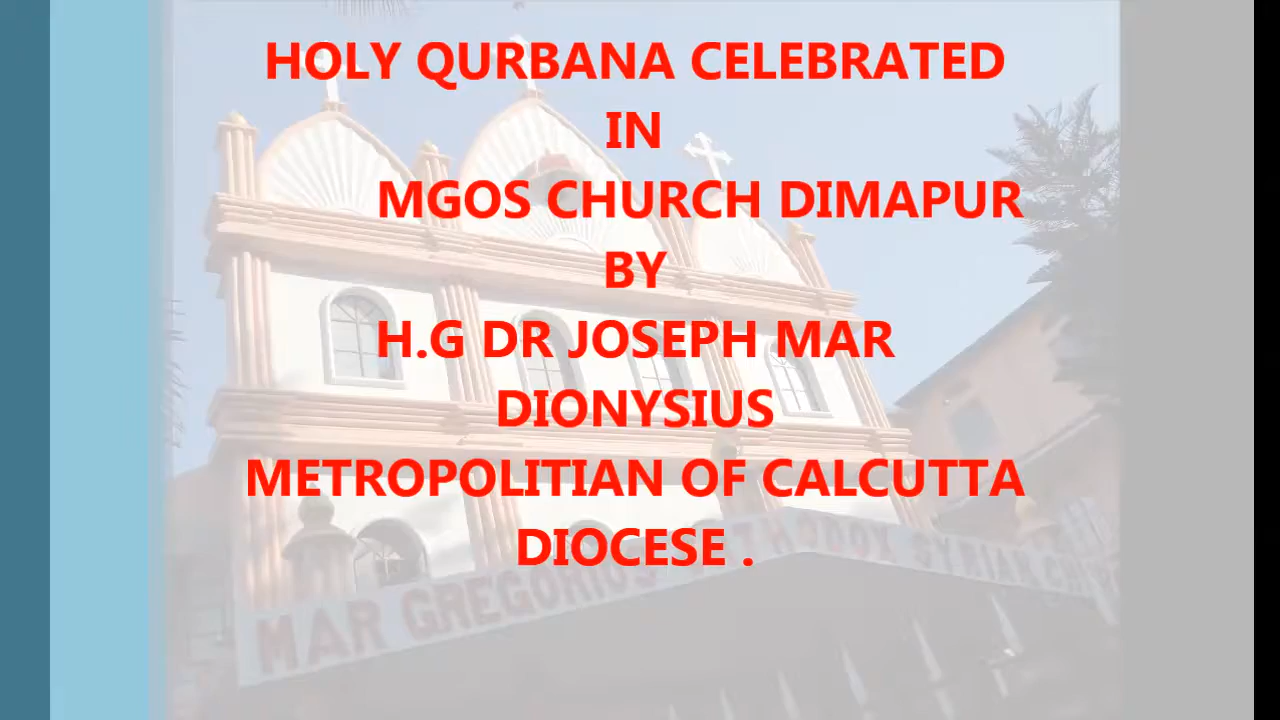 HOLY QURBANA CELEBRATED
IN
MGOS CHURCH DIMAPUR
BY
H.G DR JOSEPH MAR
DIONYSIUS
METROPOLITIAN OF CALCUTTA
DIOCESE .
MAR GREGORIOS ORTHODOX SYRIAN